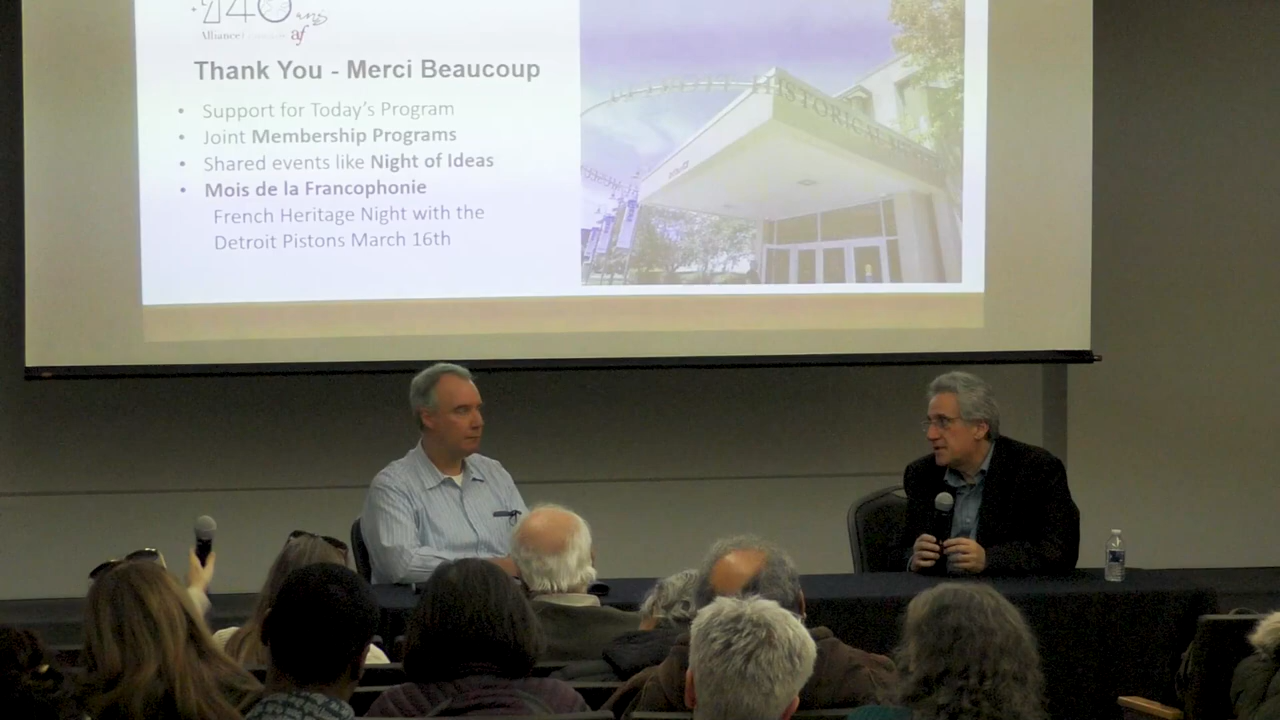 140
ans
Alliance
af
Thank You - Merci Beaucoup
• Support for Today's Program
• Joint Membership Programs
• Shared events like Night of Ideas
• Mois de la Francophonie
French Heritage Night with the
Detroit Pistons March 16th
HISTORICAL